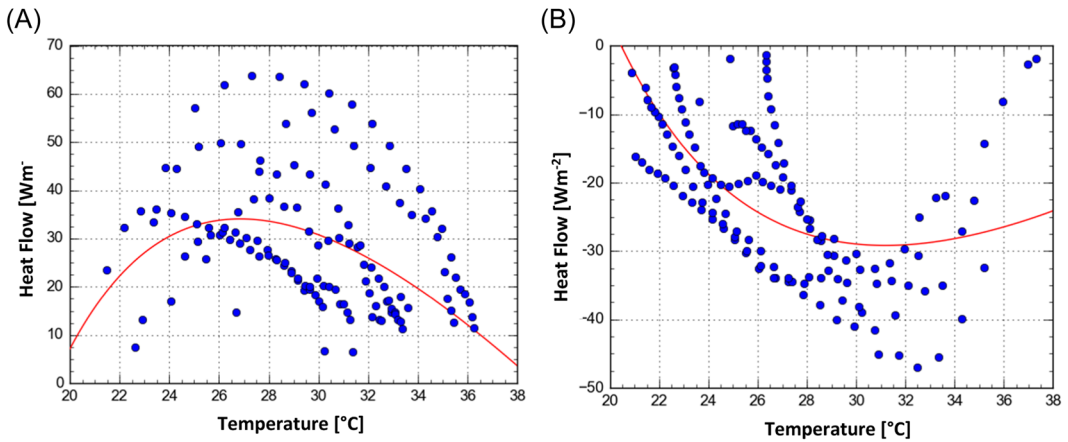 (A)
(B)
70
60
50
40
30
20
10
0
Heat Flow [Wm-
20 22 24 26 28 30 32 34 36 38
Temperature [°C]
0
−10
−20
−30
−40
−50
Heat Flow [Wm-2]
20 22 24 26 28 30 32 34 36 38
Temperature [°C]